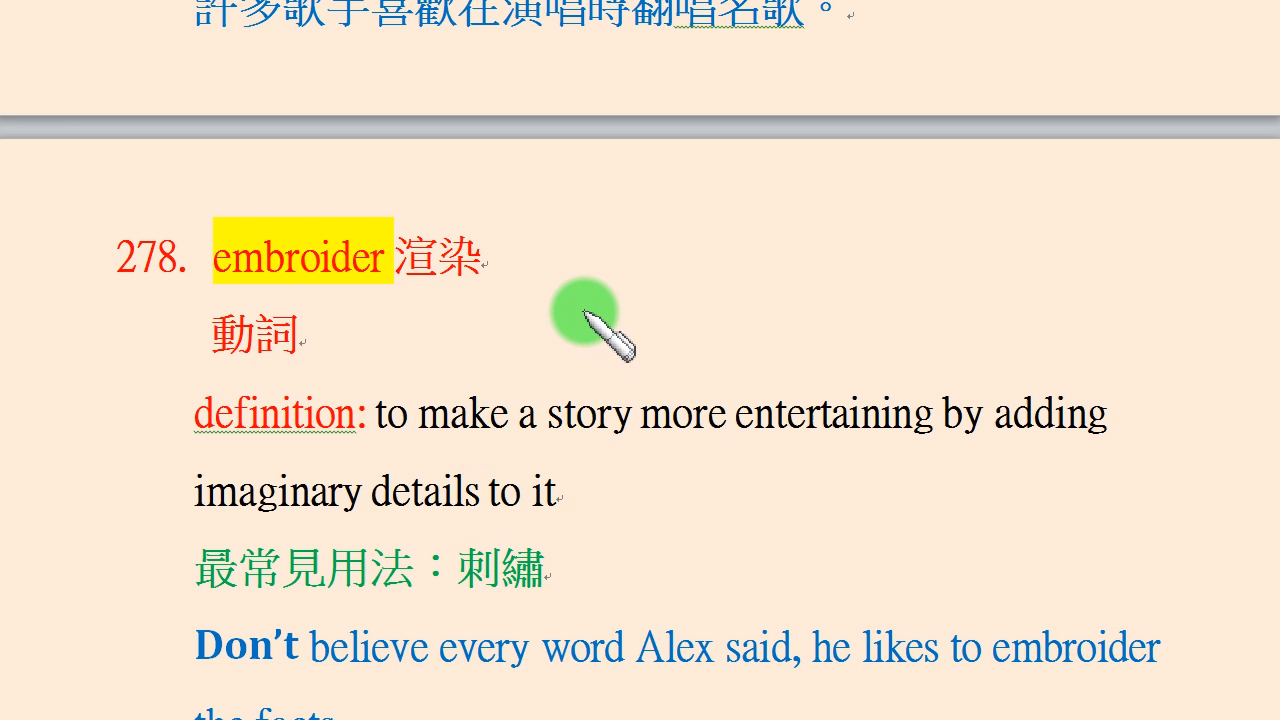 許多歌手喜歡在演唱時翻唱名歌。
278. embroider 渲染
動詞
definition: to make a story more entertaining by adding
imaginary details to it
最常見用法：刺繡
Don't believe every word Alex said, he likes to embroider
the facts